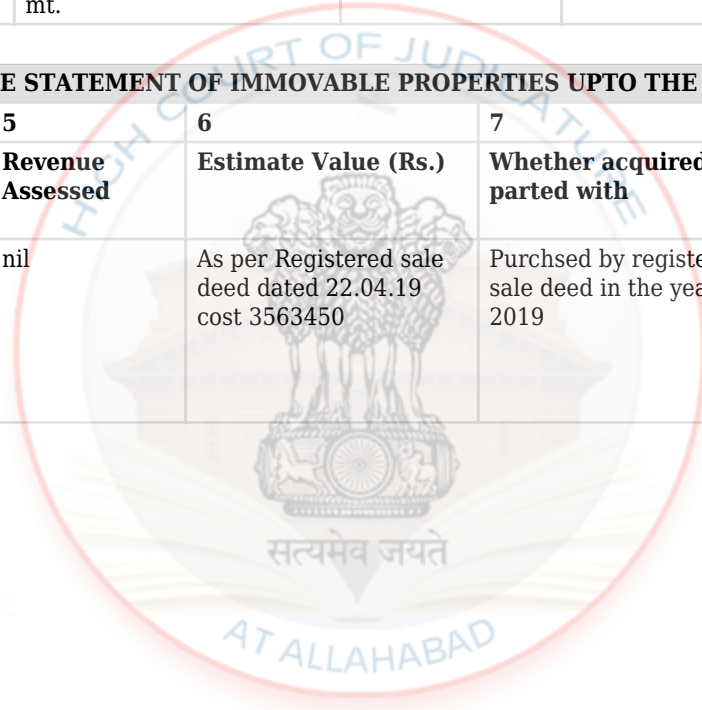 mt.
HIGH COURT OF JUDICATURE
E STATEMENT OF IMMOVABLE PROPERTIES UPTO THE
5 6 7
Revenue Estimate Value (Rs.) Whether acquired
Assessed parted with
nil As per Registered sale Purchsed by registe
deed dated 22.04.19 sale deed in the yea
cost 3563450 2019
सत्यमेव जयते
AT ALLAHABAD